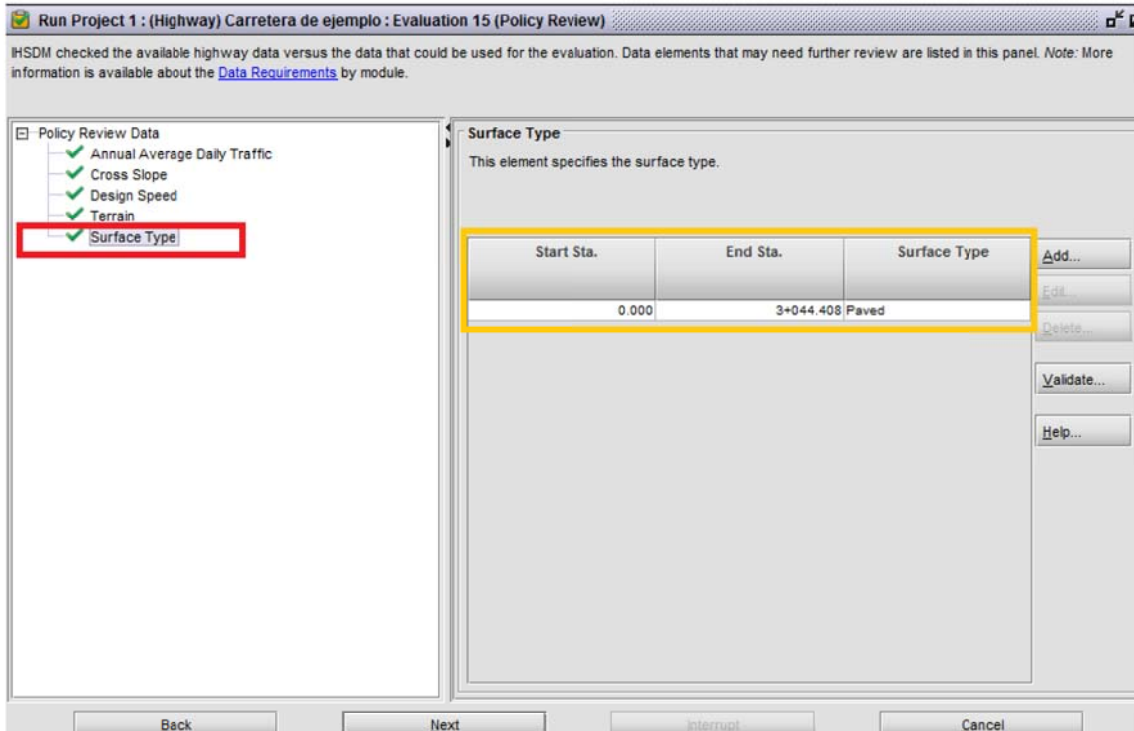 Run Project 1 : (Highway) Carretera de ejemplo : Evaluation 15 (Policy Review)
IHSDM checked the available highway data versus the data that could be used for the evaluation. Data elements that may need further review are listed in this panel. Note: More
information is available about the Data Requirements by module.
Policy Review Data
Annual Average Daily Traffic
Cross Slope
Design Speed
Terrain
Surface Type
Surface Type
This element specifies the surface type.
Start Sta. End Sta. Surface Type
0.000 3+044.408 Paved
Add...
Edit...
Delete...
Validate...
Help...
Back Next Interrupt Cancel